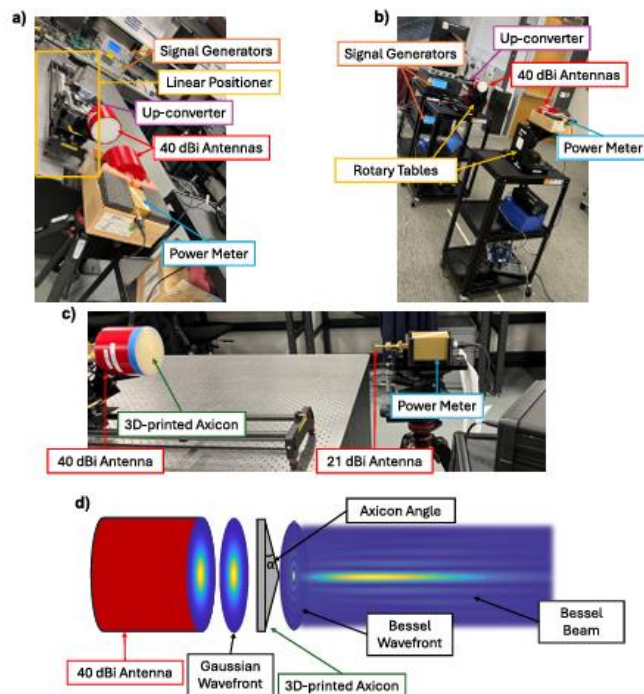 a)
Signal Generators
Linear Positioner
Up-converter
40 dBi Antennas
Power Meter
b)
Up-converter
Signal Generators
40 dBi Antennas
Rotary Tables
Power Meter
c)
3D-printed Axicon
Power Meter
40 dBi Antenna
21 dBi Antenna
d)
Axicon Angle
α
40 dBi Antenna
Gaussian
Wavefront
3D-printed Axicon
Bessel
Wavefront
Bessel
Beam